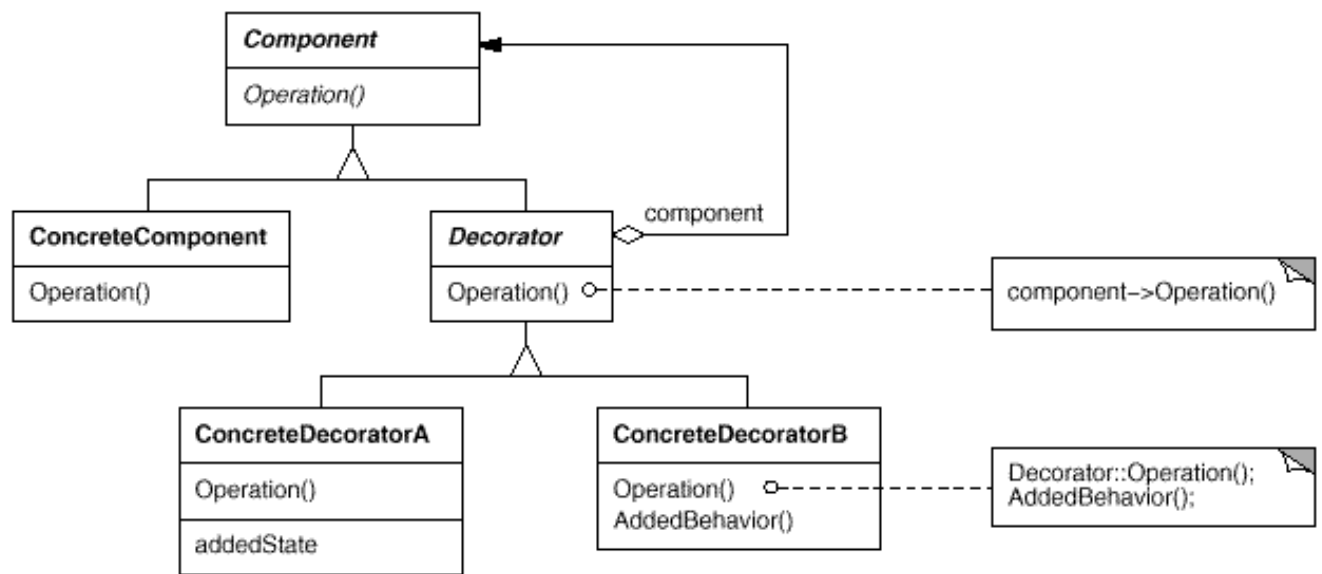 Component
Operation()
component
ConcreteComponent
Operation()
Decorator
Operation()
component–>Operation()
ConcreteDecoratorA
Operation()
addedState
ConcreteDecoratorB
Operation()
AddedBehavior()
Decorator::Operation();
AddedBehavior();